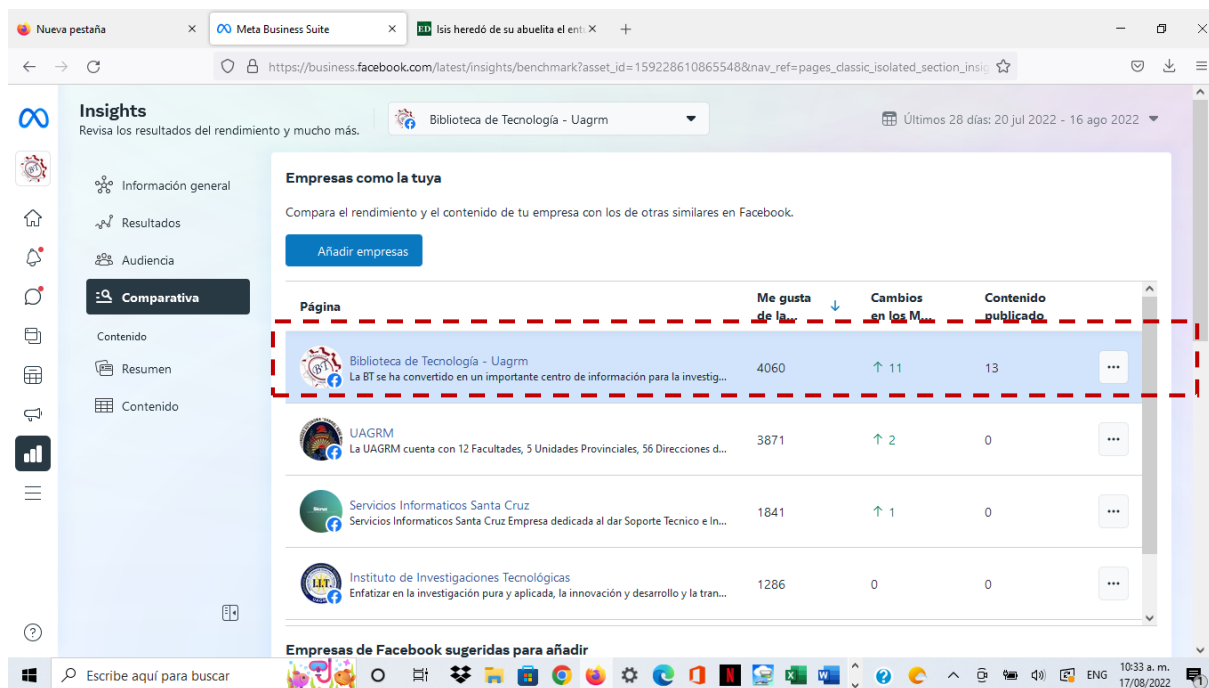 Nueva pestaña
Meta Business Suite
ED Isis heredó de su abuelita el ent
https://business.facebook.com/latest/insights/benchmark?asset_id=159228610865548&nav_ref=pages_classic_isolated_section_insig
Insights
Revisa los resultados del rendimiento y mucho más.
Biblioteca de Tecnología - Uagrm
Últimos 28 días: 20 jul 2022 - 16 ago 2022
Información general
Resultados
Audiencia
Comparativa
Contenido
Resumen
Contenido
Empresas como la tuya
Compara el rendimiento y el contenido de tu empresa con los de otras similares en Facebook.
Añadir empresas
Página Me gusta de la... Cambios en los M... Contenido publicado
BT
Biblioteca de Tecnología - Uagrm
La BT se ha convertido en un importante centro de información para la investig...
4060 ↑ 11 13
UAGRM
La UAGRM cuenta con 12 Facultades, 5 Unidades Provinciales, 56 Direcciones d...
3871 ↑ 2 0
Servicios Informaticos Santa Cruz
Servicios Informaticos Santa Cruz Empresa dedicada al dar Soporte Tecnico e In...
1841 ↑ 1 0
I.I.T.
Instituto de Investigaciones Tecnológicas
Enfatizar en la investigación pura y aplicada, la innovación y desarrollo y la tran...
1286 0 0
Empresas de Facebook sugeridas para añadir
Escribe aquí para buscar
ENG
10:33 a. m.
17/08/2022